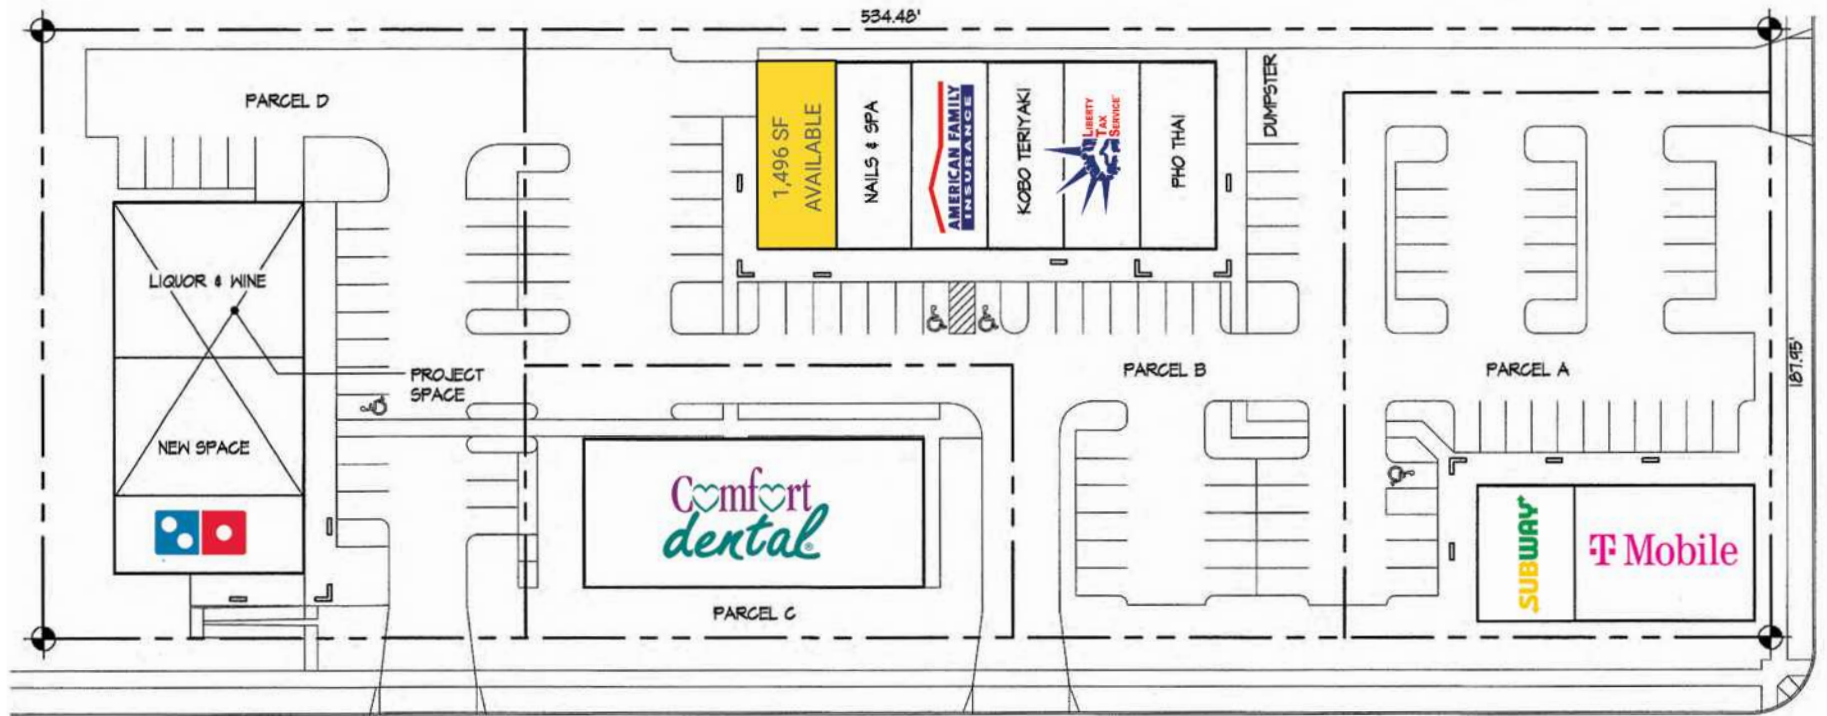 534.48'
PARCEL D
1,496 SF
AVAILABLE
NAILS & SPA
AMERICAN FAMILY
INSURANCE
KOBO TERIYAKI
LIBERTY
TAX
SERVICE
PHO THAI
DUMPSTER
LIQUOR & WINE
PROJECT
SPACE
NEW SPACE
PARCEL B
PARCEL A
187.95'
Comfort
dental
SUBWAY
T Mobile
PARCEL C